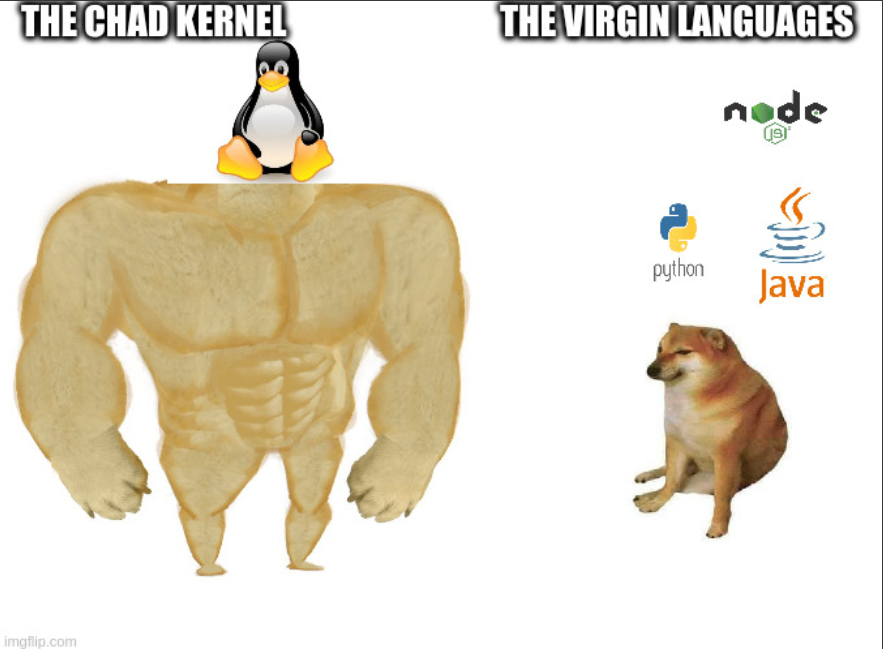 THE CHAD KERNEL
THE VIRGIN LANGUAGES
node
JS
python
Java
imgflip.com